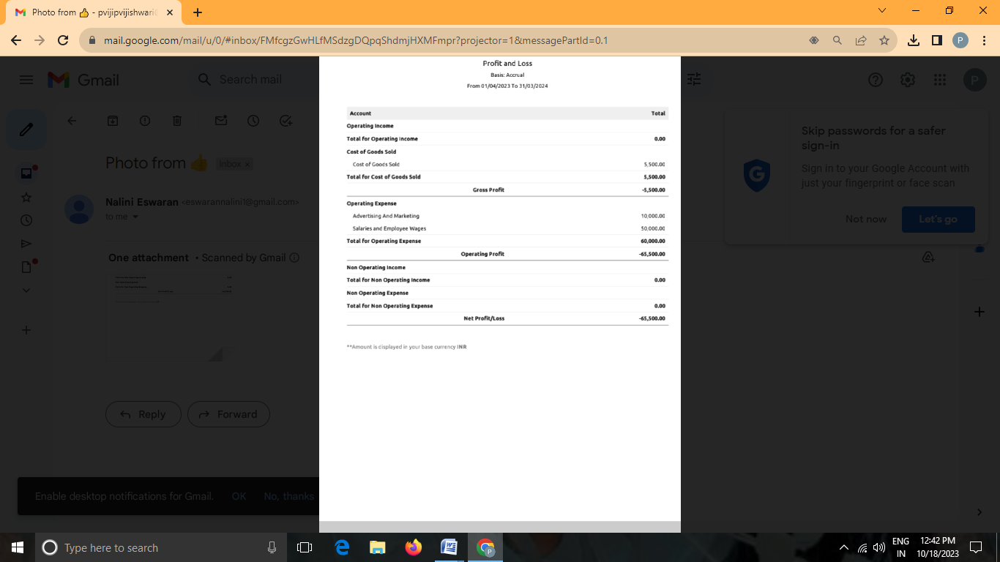 Photo from 👍 - pvijipvijishwari
mail.google.com/mail/u/0/#inbox/FMfcgzGwHLfMSdzgDQpqShdmjHXMFmpr?projector=1&messagePartId=0.1
P
Gmail
Search mail
P
Profit and Loss
Basis: Accrual
From 01/04/2023 To 31/03/2024
Account Total
Operating Income
Total for Operating Income 0.00
Cost of Goods Sold
Cost of Goods Sold 5,500.00
Total for Cost of Goods Sold 5,500.00
Gross Profit -5,500.00
Operating Expense
Advertising And Marketing 10,000.00
Salaries and Employee Wages 50,000.00
Total for Operating Expense 60,000.00
Operating Profit -65,500.00
Non Operating Income
Total for Non Operating Income 0.00
Non Operating Expense
Total for Non Operating Expense 0.00
Net Profit/Loss -65,500.00
**Amount is displayed in your base currency INR
Photo from 👍 Inbox x
Nalini Eswaran <eswarannalini1@gmail.com>
to me
One attachment • Scanned by Gmail
Reply Forward
Skip passwords for a safer
sign-in
Sign in to your Google Account with
just your fingerprint or face scan
Not now Let's go
Enable desktop notifications for Gmail. OK No, thanks
Type here to search
ENG
IN
12:42 PM
10/18/2023